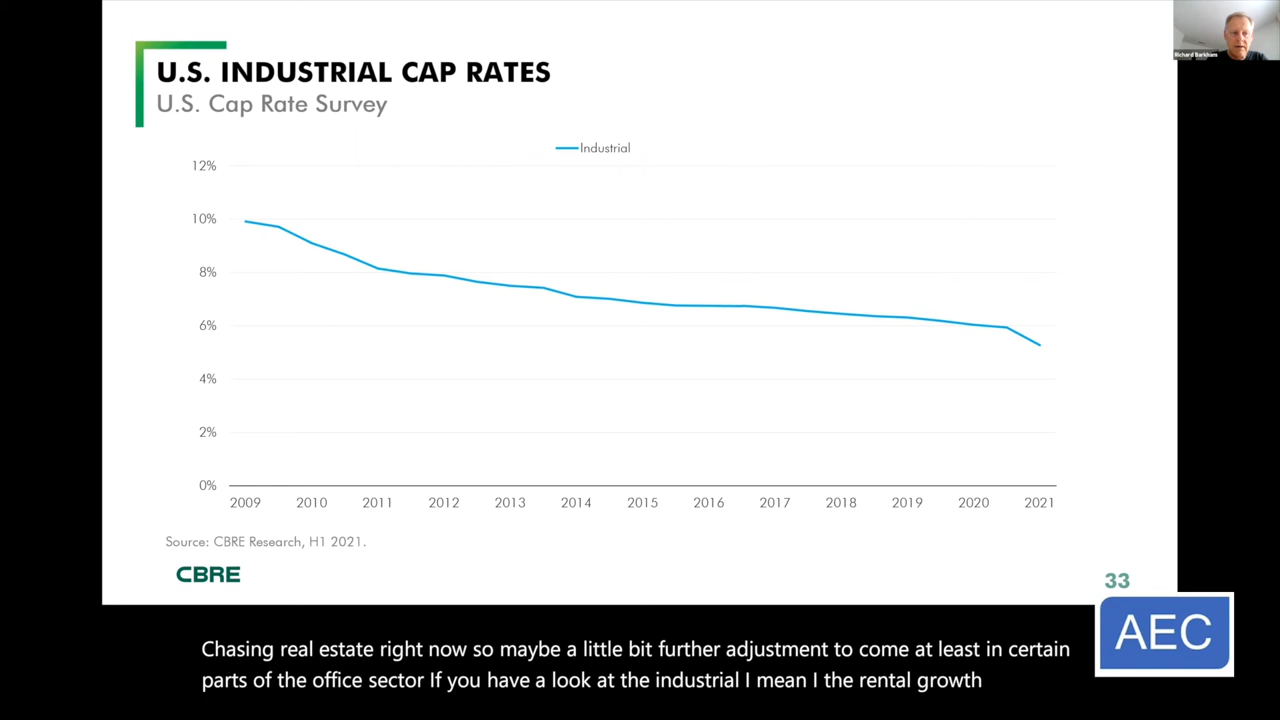 U.S. INDUSTRIAL CAP RATES
U.S. Cap Rate Survey
Richard Barkham
Industrial
12%
10%
8%
6%
4%
2%
0%
2009 2010 2011 2012 2013 2014 2015 2016 2017 2018 2019 2020 2021
Source: CBRE Research, H1 2021.
CBRE
33
AEC
Chasing real estate right now so maybe a little bit further adjustment to come at least in certain
parts of the office sector If you have a look at the industrial I mean I the rental growth